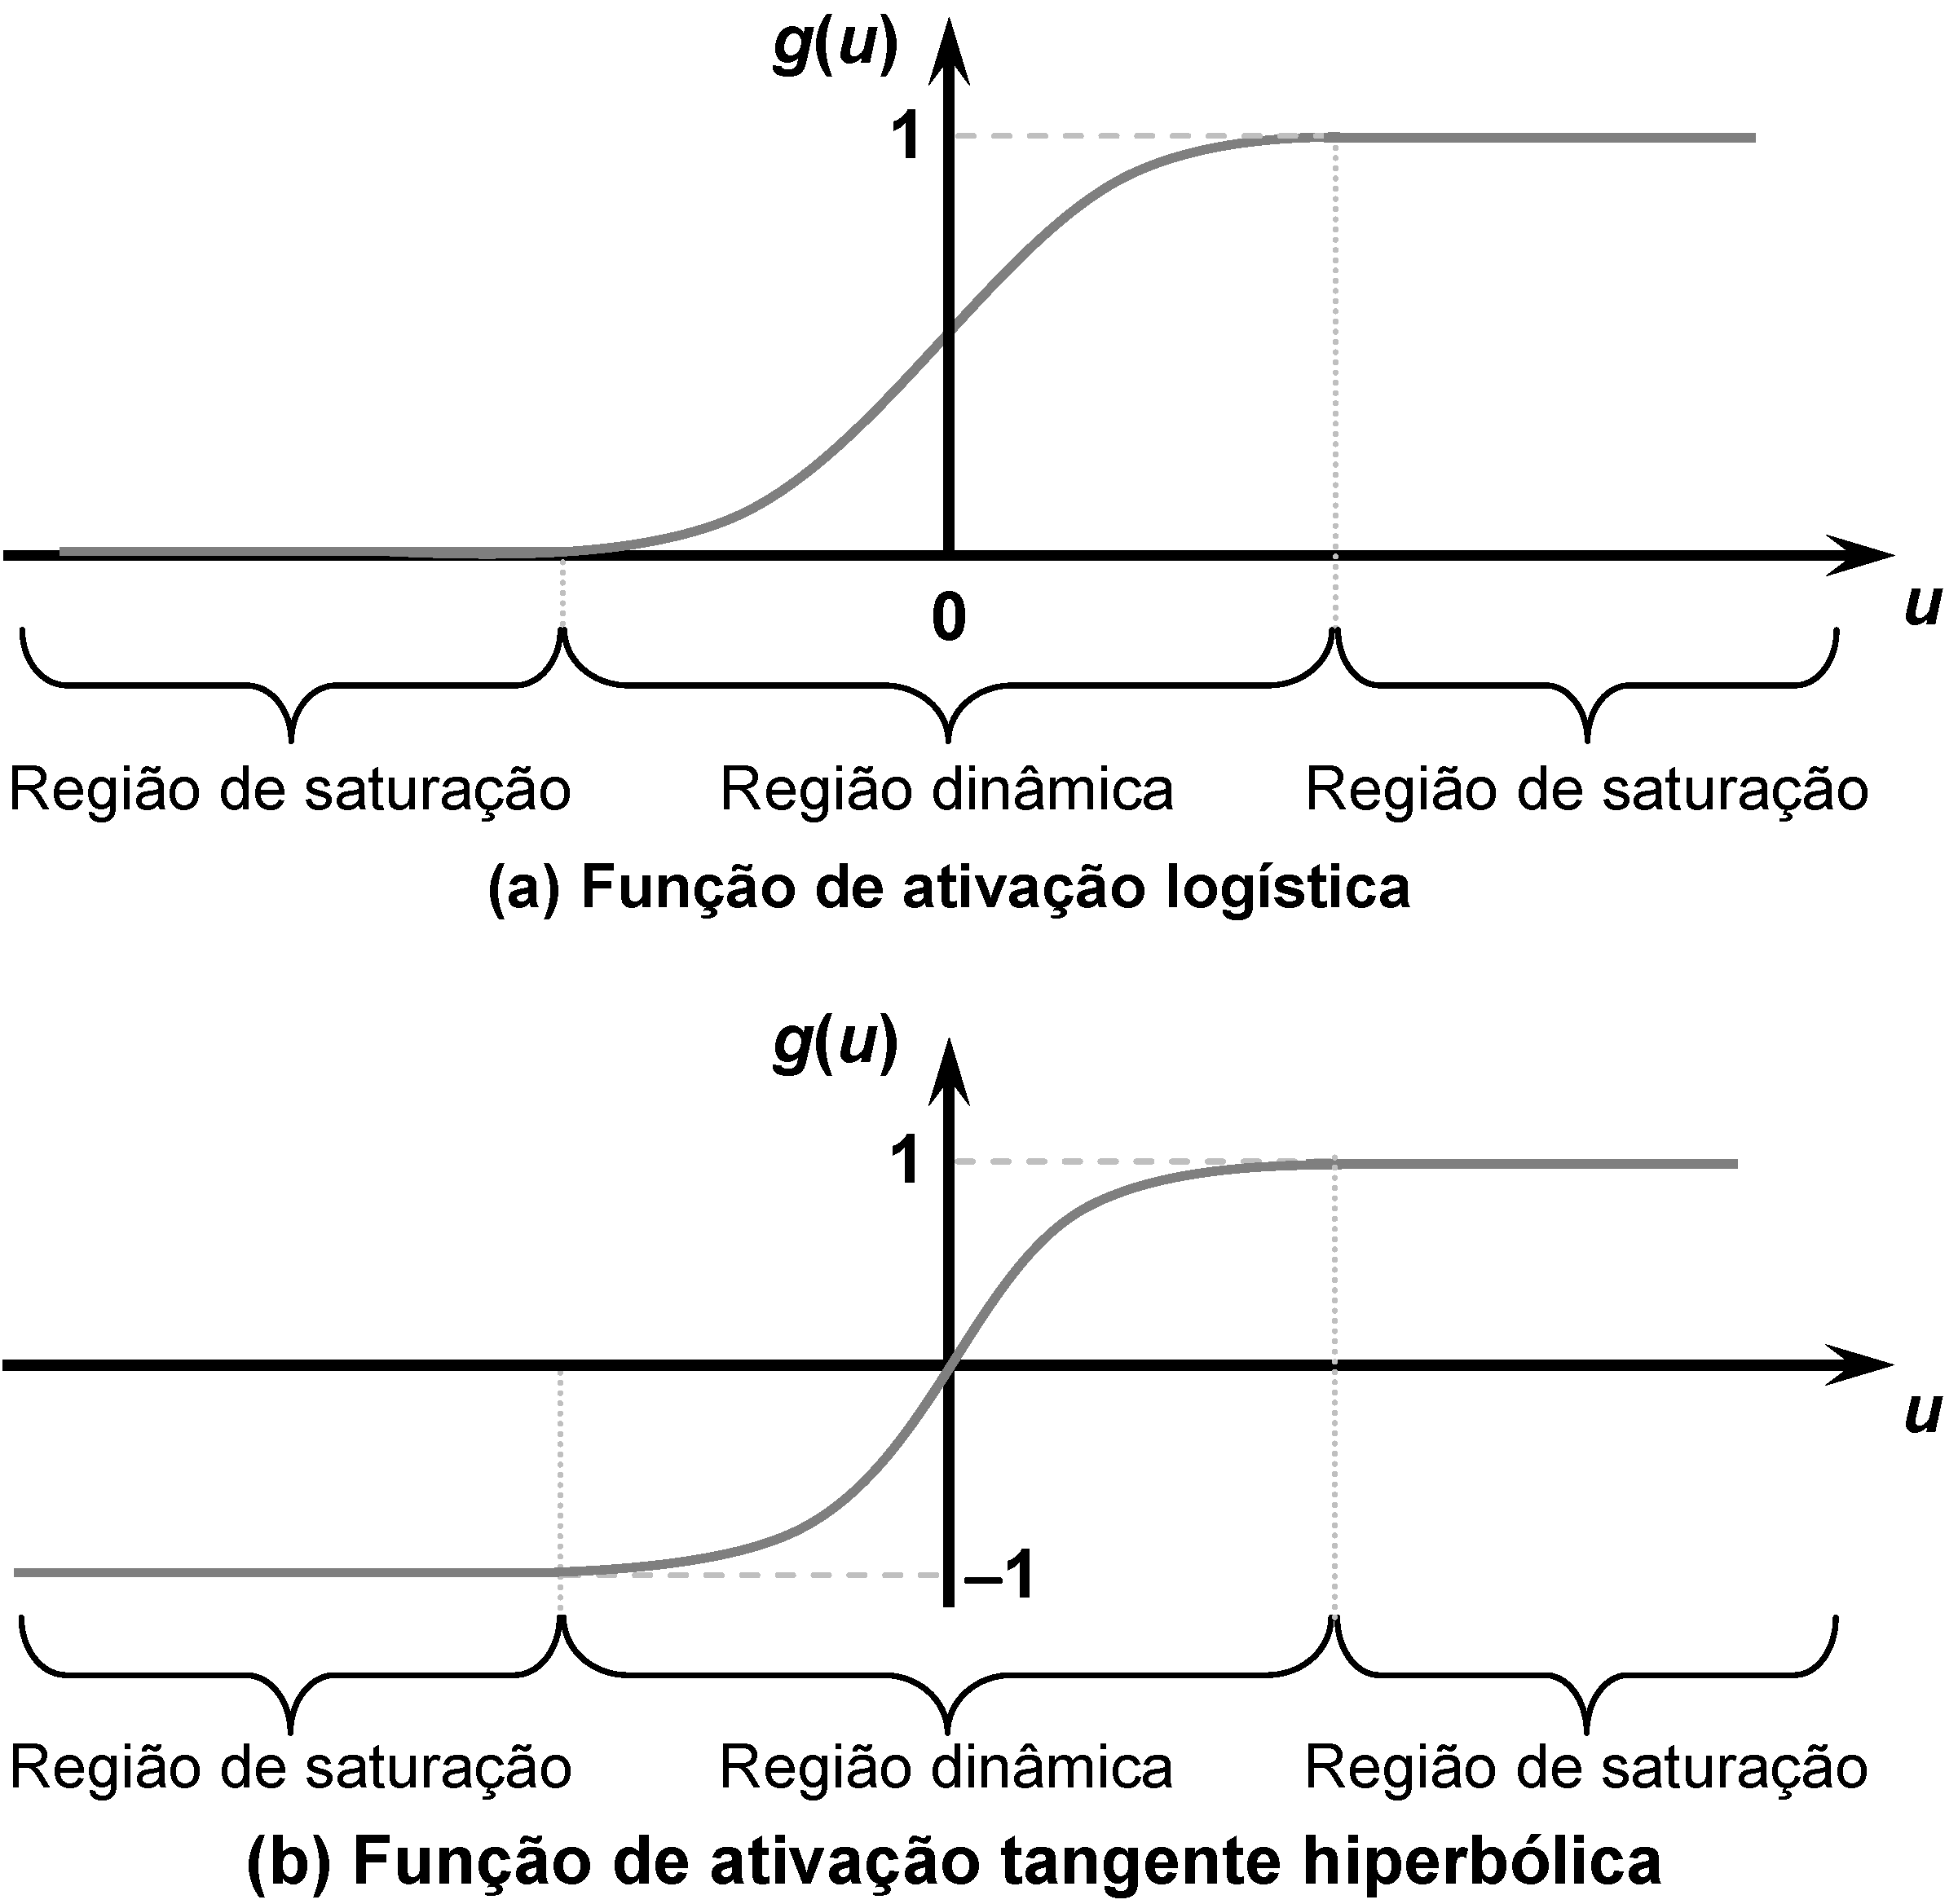 g(u)
1
0
u
Região de saturação Região dinâmica Região de saturação
(a) Função de ativação logística
g(u)
1
u
–1
Região de saturação Região dinâmica Região de saturação
(b) Função de ativação tangente hiperbólica